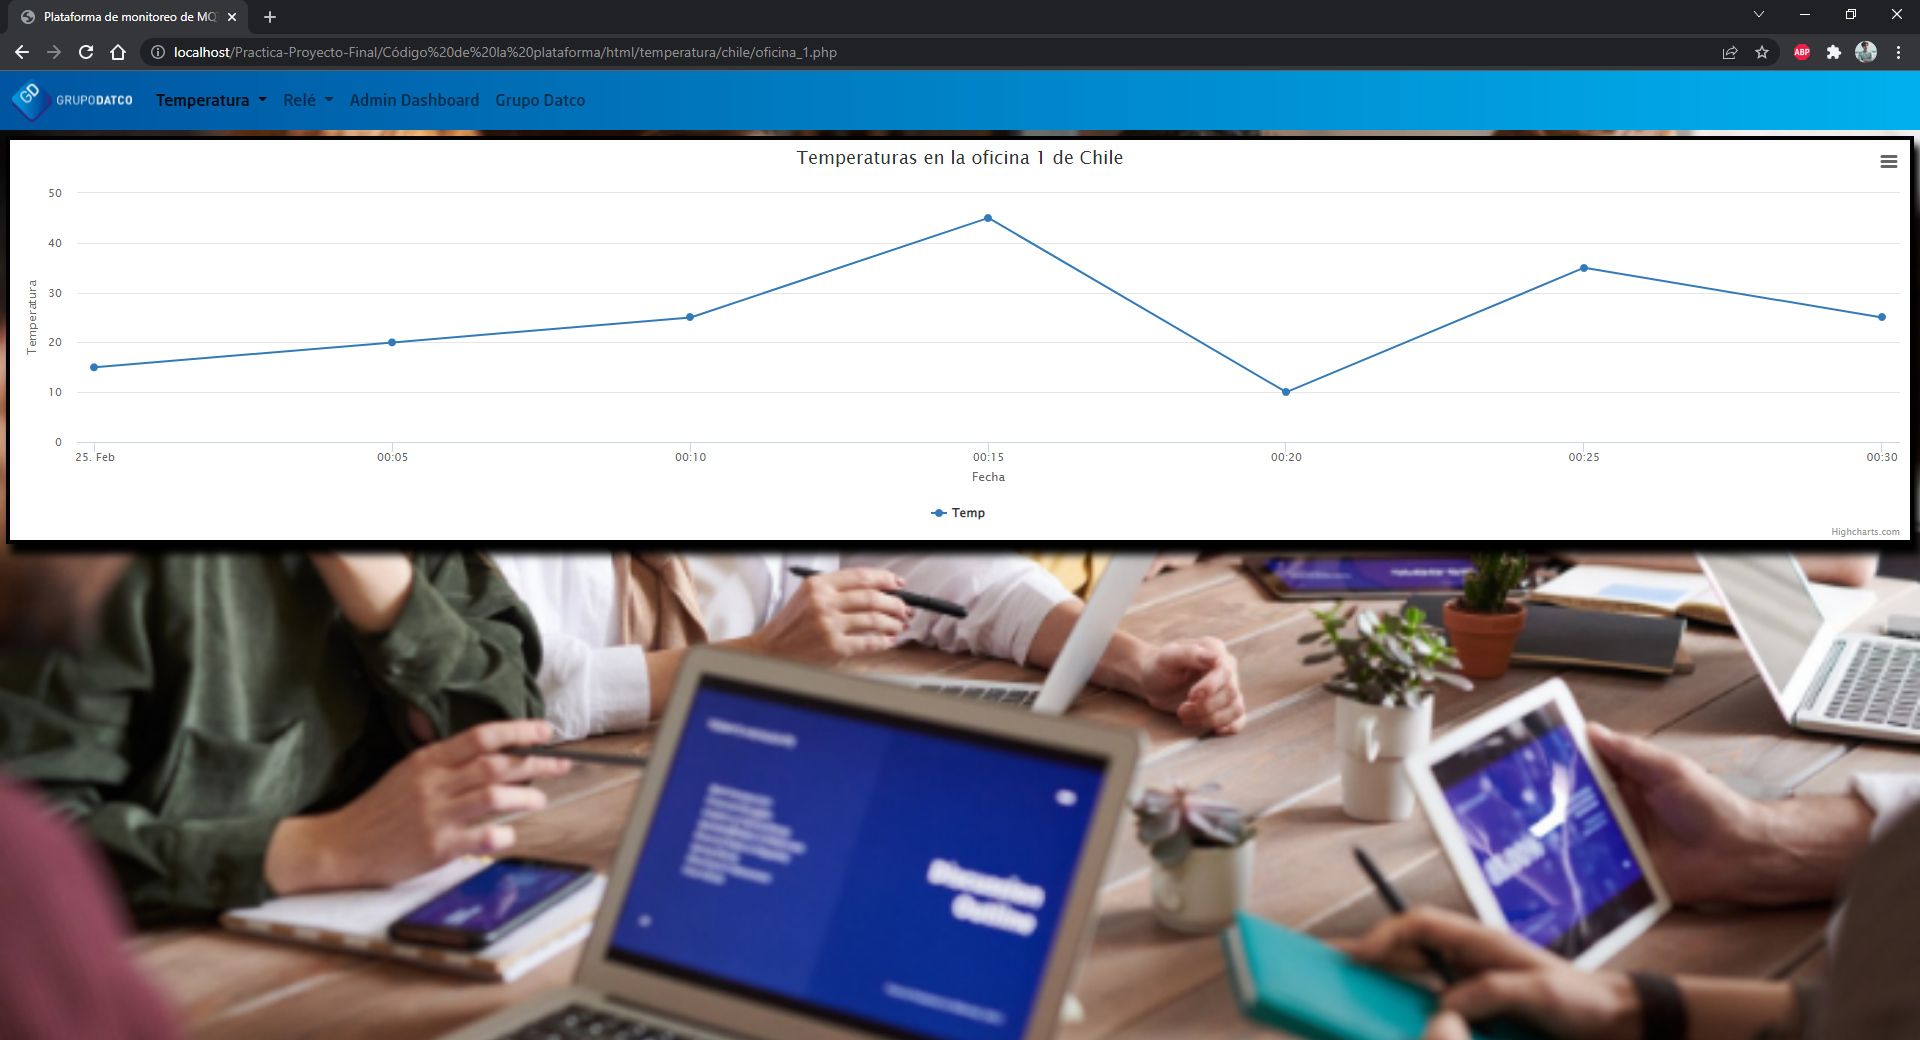 Plataforma de monitoreo de MQ
localhost/Practica-Proyecto-Final/Código%20de%20la%20plataforma/html/temperatura/chile/oficina_1.php
ABP
GD
GRUPODATCO
Temperatura
Relé
Admin Dashboard
Grupo Datco
Temperaturas en la oficina 1 de Chile
Temperatura
50
40
30
20
10
0
25. Feb
00:05
00:10
00:15
00:20
00:25
00:30
Fecha
Temp
Highcharts.com
Discussion
Outline